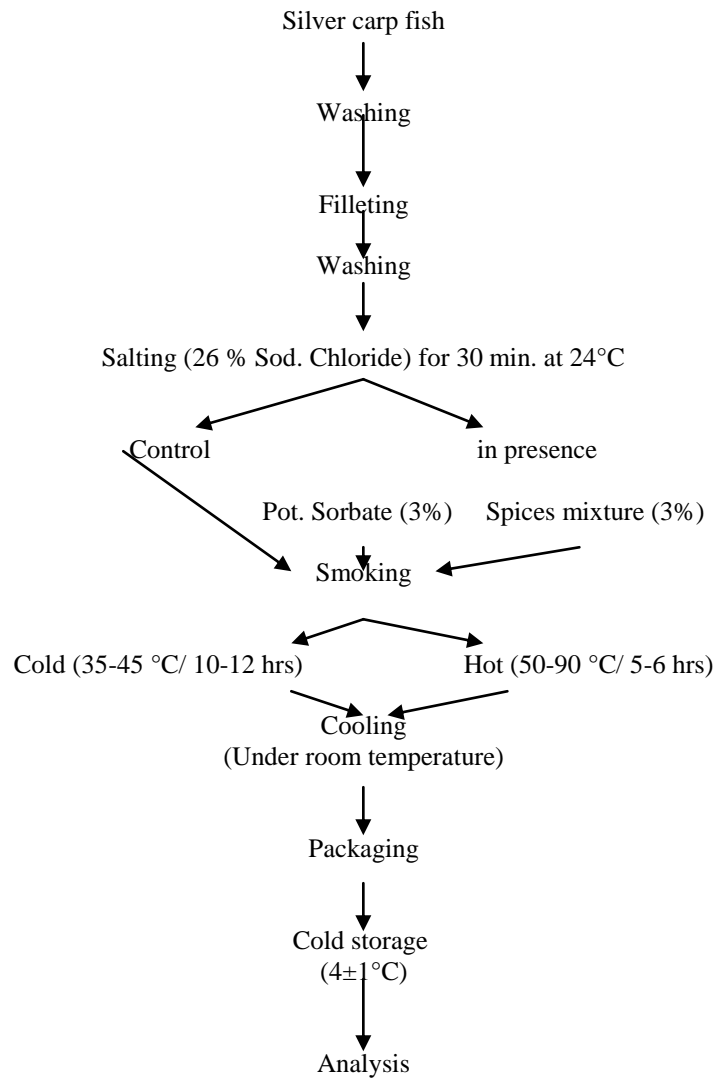 Silver carp fish
Washing
Filleting
Washing
Salting (26 % Sod. Chloride) for 30 min. at 24°C
Control
in presence
Pot. Sorbate (3%)
Spices mixture (3%)
Smoking
Cold (35-45 °C/ 10-12 hrs)
Hot (50-90 °C/ 5-6 hrs)
Cooling
(Under room temperature)
Packaging
Cold storage
(4±1°C)
Analysis